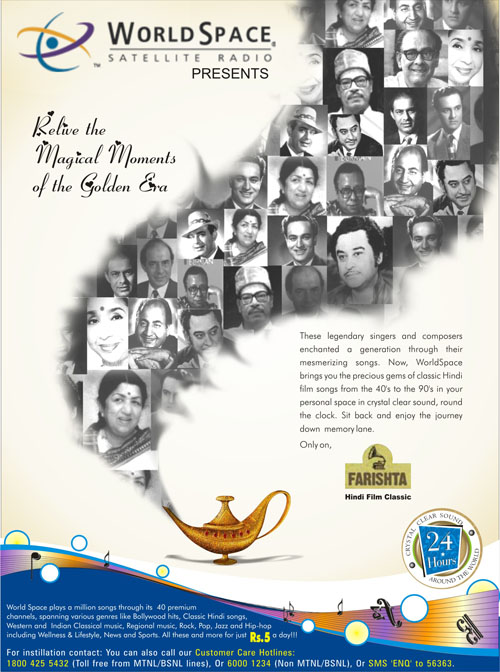 WORLDSPACE®
SATELLITE RADIO
TM
PRESENTS
Relive the
Magical Moments
of the Golden Era
These legendary singers and composers
enchanted a generation through their
mesmerizing songs. Now, WorldSpace
brings you the precious gems of classic Hindi
film songs from the 40's to the 90's in your
personal space in crystal clear sound, round
the clock. Sit back and enjoy the journey
down memory lane.
Only on,
FARISHTA
Hindi Film Classic
CRYSTAL CLEAR SOUND
24
Hours
AROUND THE WORLD
World Space plays a million songs through its 40 premium
channels, spanning various genres like Bollywood hits, Classic Hindi songs,
Western and Indian Classical music, Regional music, Rock, Pop, Jazz and Hip-hop
including Wellness & Lifestyle, News and Sports. All these and more for just Rs.5 a day!!!
For instillation contact: You can also call our Customer Care Hotlines:
1800 425 5432 (Toll free from MTNL/BSNL lines), Or 6000 1234 (Non MTNL/BSNL), Or SMS 'ENQ' to 56363.